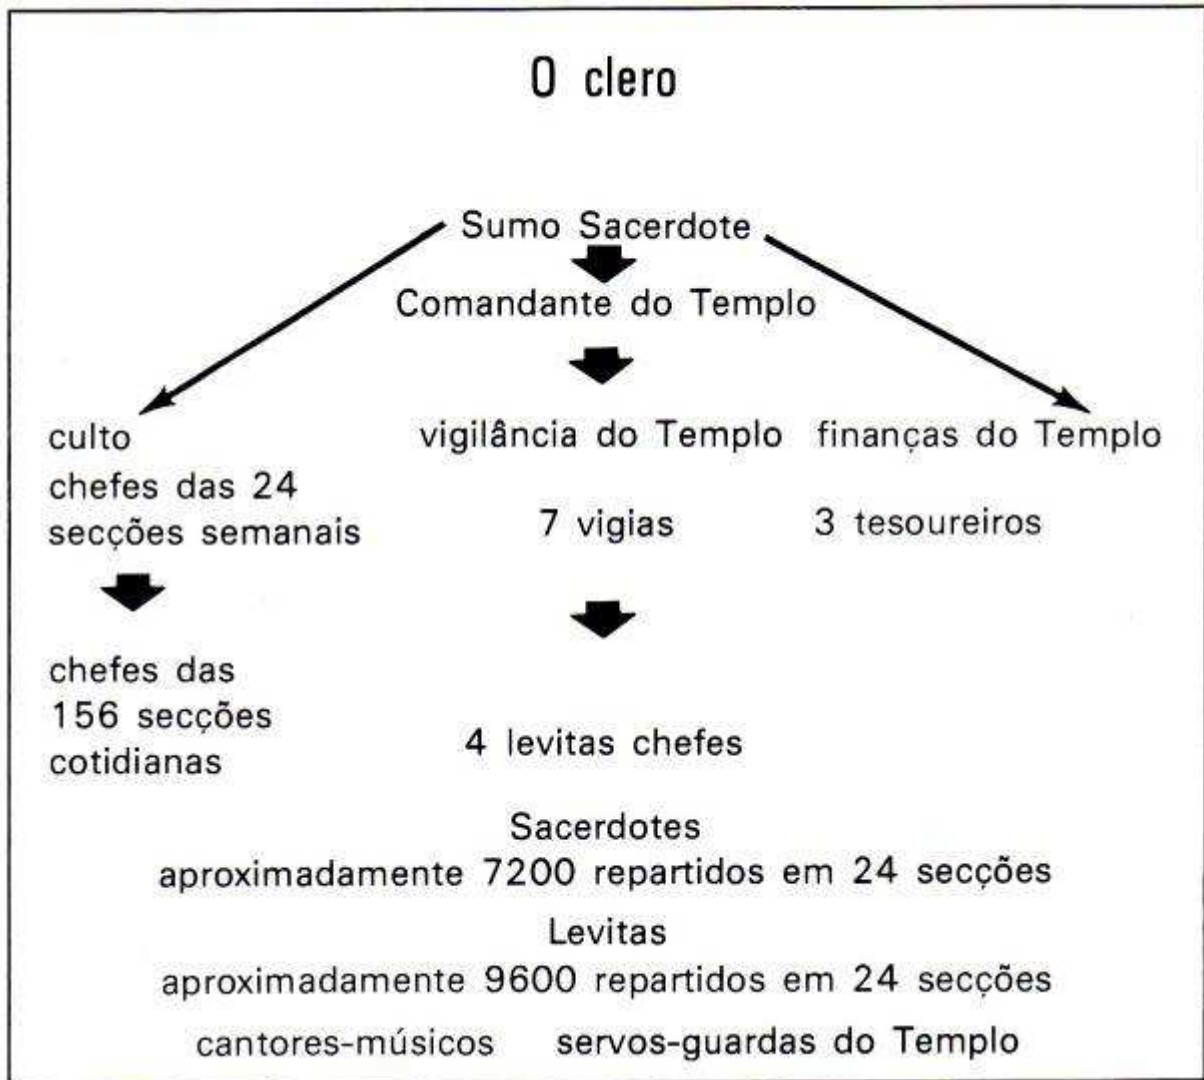 O clero
Sumo Sacerdote
Comandante do Templo
culto
chefes das 24
secções semanais
chefes das
156 secções
cotidianas
vigilância do Templo
7 vigias
4 levitas chefes
finanças do Templo
3 tesoureiros
Sacerdotes
aproximadamente 7200 repartidos em 24 secções
Levitas
aproximadamente 9600 repartidos em 24 secções
cantores-músicos servos-guardas do Templo